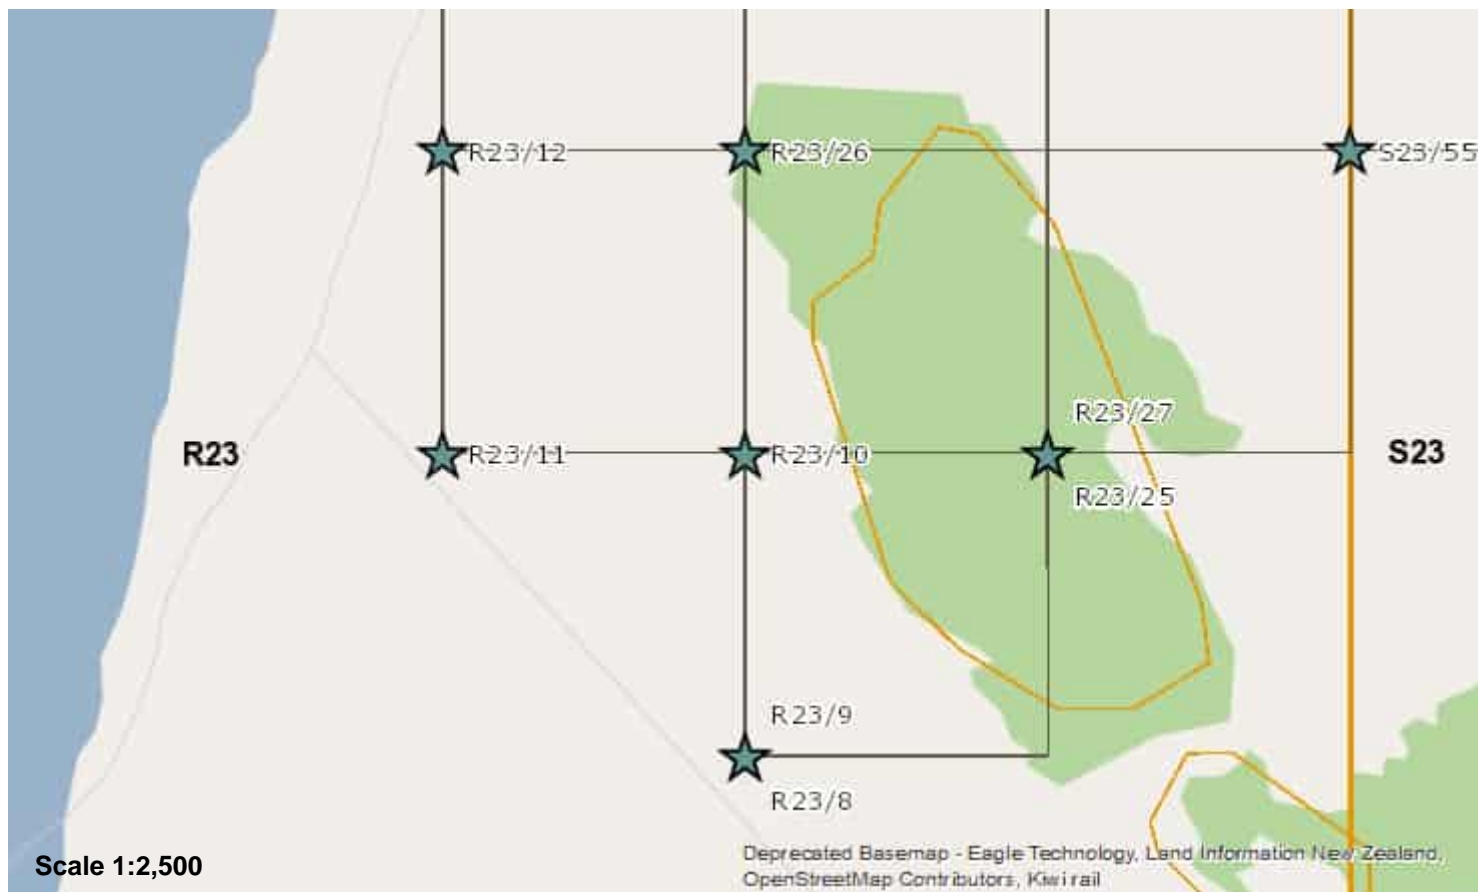 R23/12
R23/26
S23/55
R23/27
R23
R23/11
R23/10
S23
R23/25
R23/9
R23/8
Deprecated Basemap - Eagle Technology, Land Information New Zealand,
Scale 1:2,500
OpenStreetMap Contributors, Kiwirail